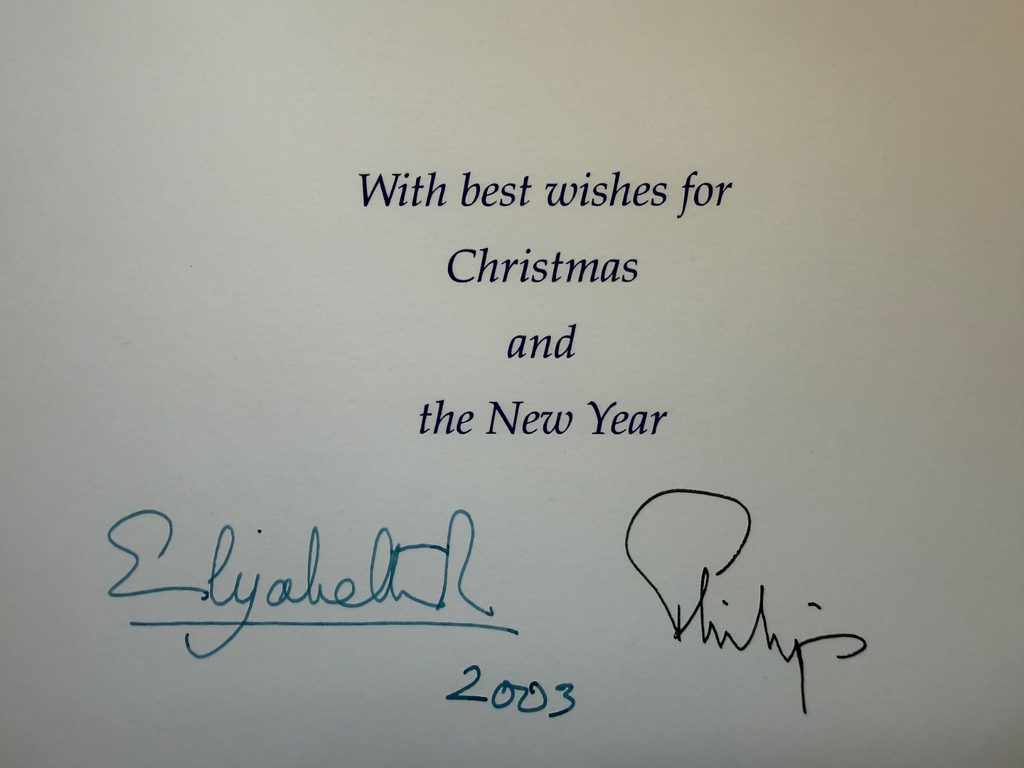 With best wishes for
Christmas
and
the New Year
Elizabeth R
Philip
2003